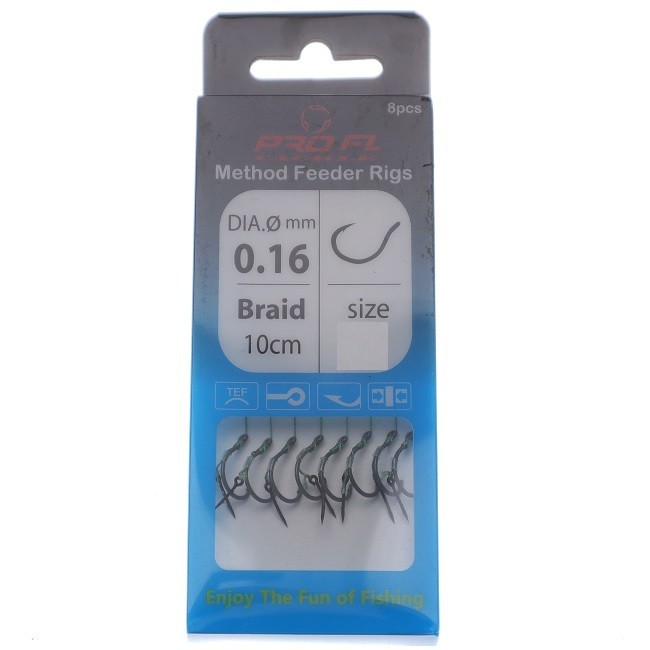 8pcs
PRO FL
Method Feeder Rigs
DIA.Ø mm
0.16
Braid
10cm
size
TEF
Enjoy The Fun of Fishing